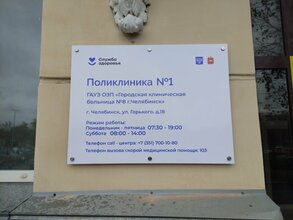 Служба
здоровья
Поликлиника №1
ГАУЗ ОЗП «Городская клиническая
больница №8 г.Челябинск»
г. Челябинск, ул. Горького, д.18
Режим работы:
Понедельник - пятница 07:30 - 19:00
Суббота 08:00 - 14:00
Телефон call - центра: +7 (351) 700-10-80
Телефон вызова скорой медицинской помощи: 103